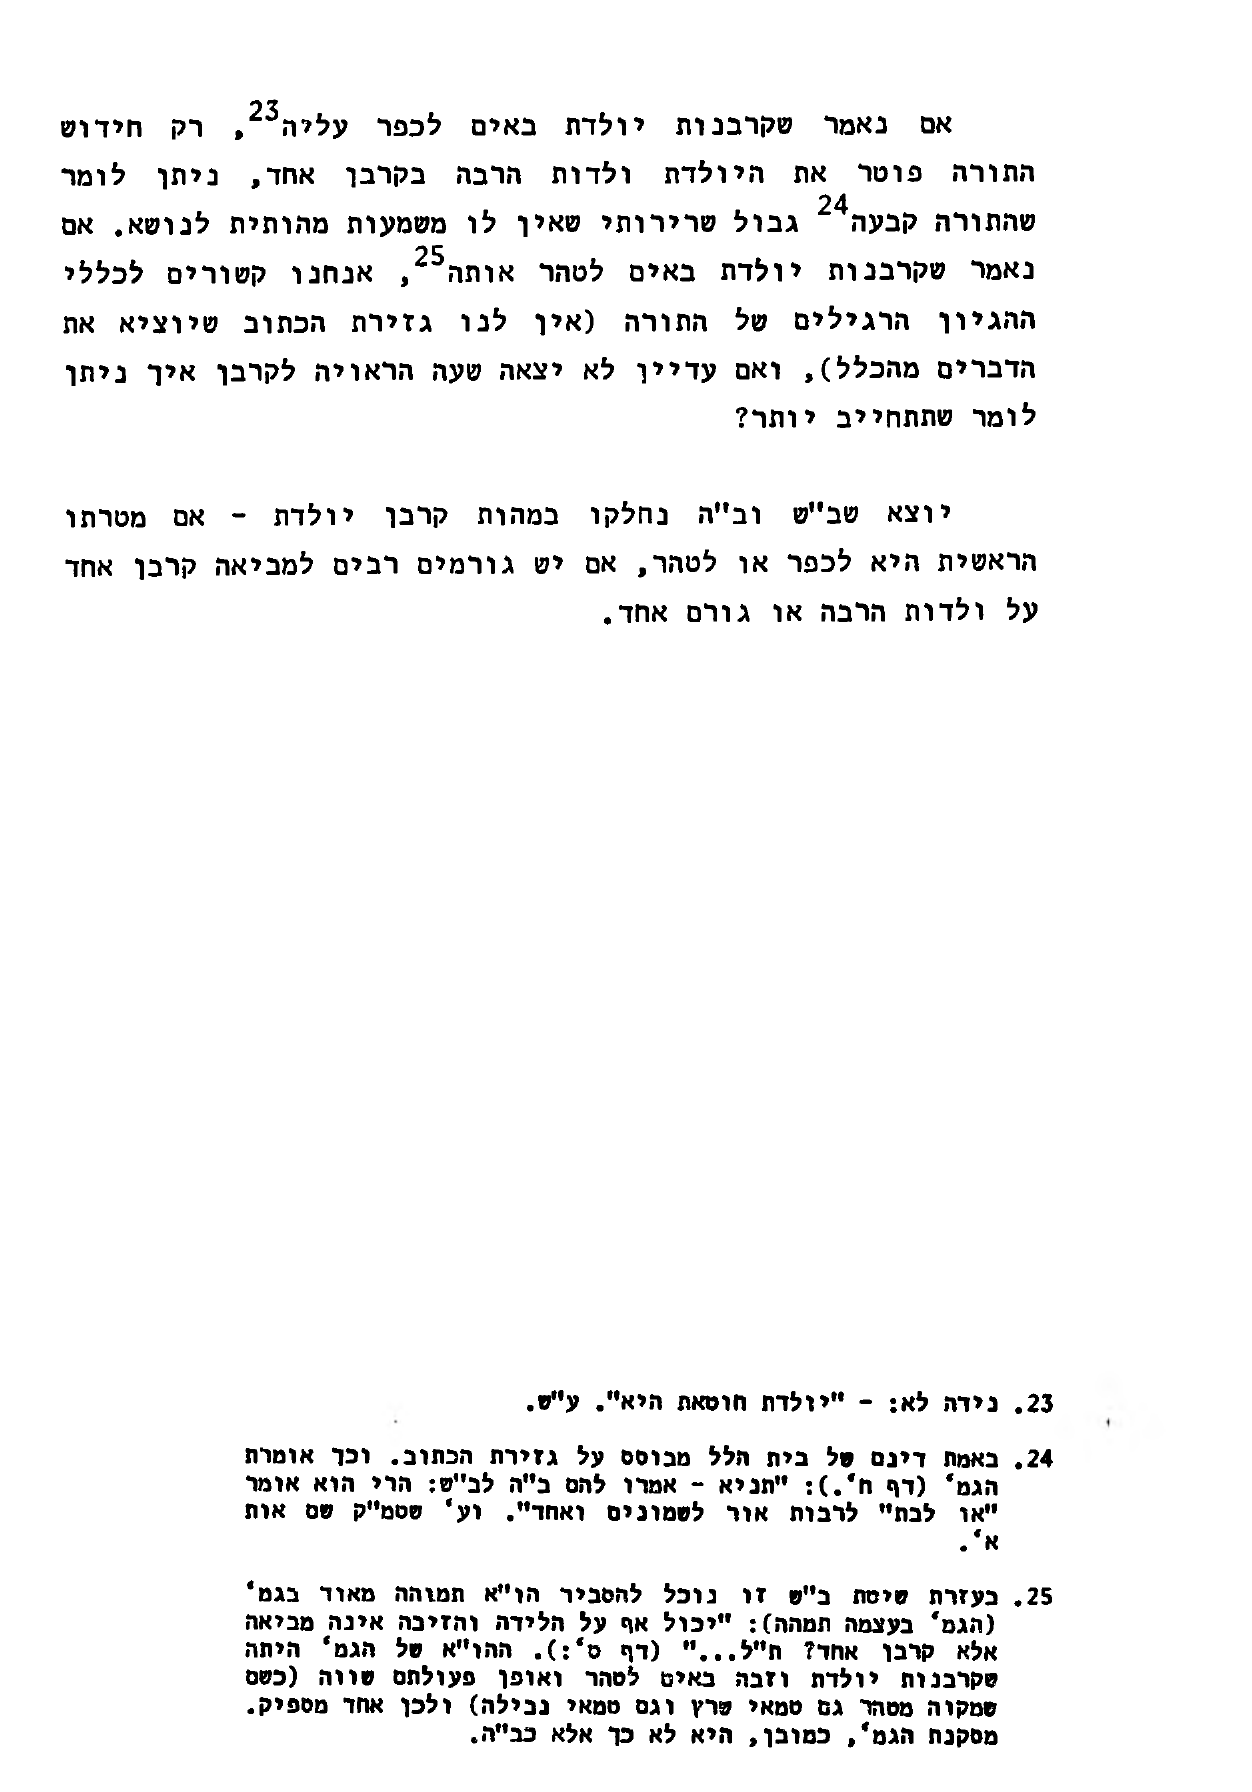 אם נאמר שקרבנות יולדת באים לכפר עליה23, רק חידוש
התורה פוטר את היולדת ולדות הרבה בקרבן אחד, ניתן לומר
שהתורה קבעה24 גבול שרירותי שאין לו משמעות מהותית לנושא. אם
נאמר שקרבנות יולדת באים לטהר אותה25, אנחנו קשורים לכללי
ההגיון הרגילים של התורה (אין לנו גזירת הכתוב שיוציא את
הדברים מהכלל), ואם עדיין לא יצאה שעה הראויה לקרבן איך ניתן
לומר שתתחייב יותר?
יוצא שב"ש וב"ה נחלקו במהות קרבן יולדת - אם מטרתו
הראשית היא לכפר או לטהר, אם יש גורמים רבים למביאה קרבן אחד
על ולדות הרבה או גורם אחד.
23. נידה לא: - "יולדת חוטאת היא". ע"ש.
24. באמת דינם של בית הלל מבוסס על גזירת הכתוב. וכך אומרת
הגמ' (דף ח'.): "תניא - אמרו להם ב"ה לב"ש: הרי הוא אומר
"או לבת" לרבות אור לשמונים ואחד". וע' שטמ"ק שם אות
א'.
25. בעזרת שיטת ב"ש זו נוכל להסביר הו"א תמוהה מאוד בגמ'
(הגמ' בעצמה תמהה): "יכול אף על הלידה והזיבה אינה מביאה
אלא קרבן אחד? ת"ל..." (דף ט':). ההו"א של הגמ' היתה
שקרבנות יולדת וזבה באים לטהר ואופן פעולתם שווה (כשם
שמקוה מטהר גם טמאי שרץ וגם טמאי נבילה) ולכן אחד מספיק.
מסקנת הגמ', כמובן, היא לא כך אלא כב"ה.